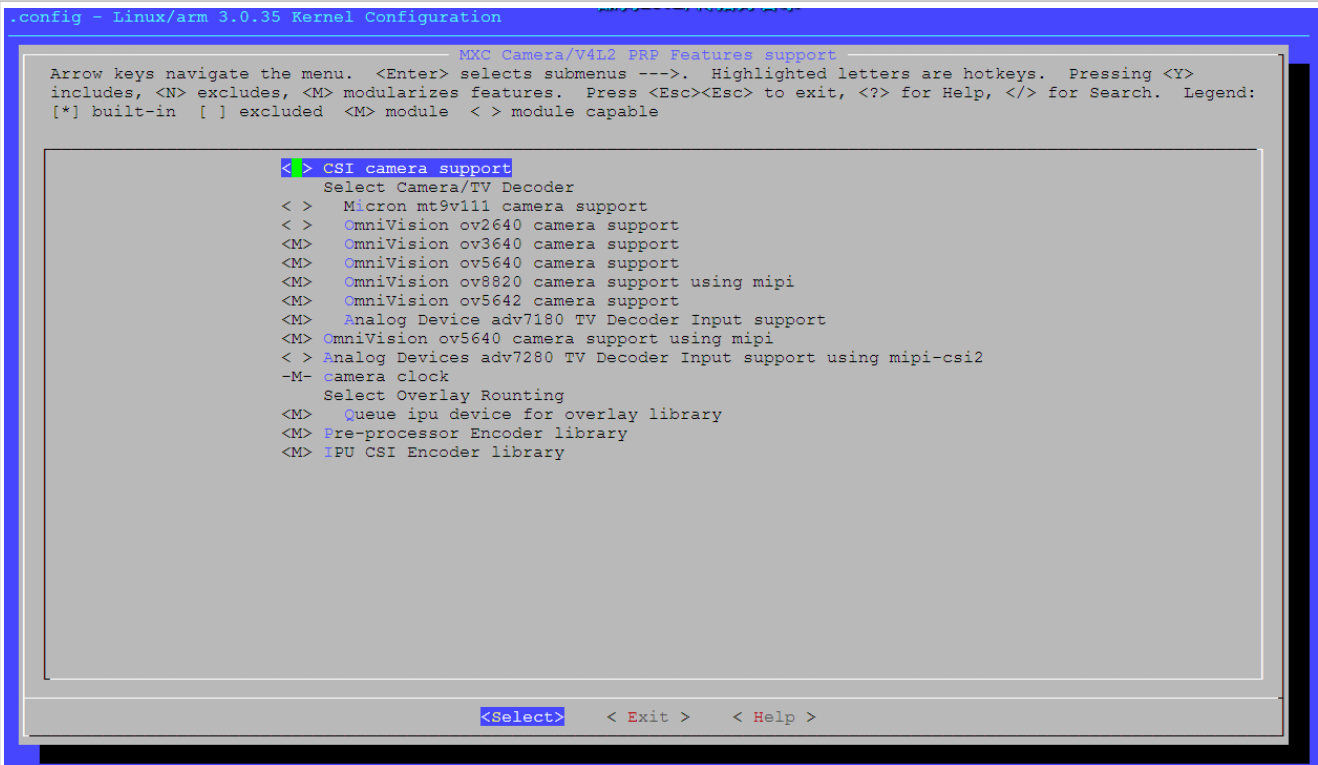 .config - Linux/arm 3.0.35 Kernel Configuration
MXC Camera/V4L2 PRP Features support
Arrow keys navigate the menu.  <Enter> selects submenus --->.  Highlighted letters are hotkeys.  Pressing <Y>
includes, <N> excludes, <M> modularizes features.  Press <Esc><Esc> to exit, <?> for Help, </> for Search.  Legend:
[*] built-in  [ ] excluded  <M> module  < > module capable
< > CSI camera support
Select Camera/TV Decoder
< >   Micron mt9v111 camera support
< >   OmniVision ov2640 camera support
<M>   OmniVision ov3640 camera support
<M>   OmniVision ov5640 camera support
<M>   OmniVision ov8820 camera support using mipi
<M>   OmniVision ov5642 camera support
<M>   Analog Device adv7180 TV Decoder Input support
<M> OmniVision ov5640 camera support using mipi
< > Analog Devices adv7280 TV Decoder Input support using mipi-csi2
-M- camera clock
Select Overlay Rounting
<M>   Queue ipu device for overlay library
<M> Pre-processor Encoder library
<M> IPU CSI Encoder library
<Select>    < Exit >    < Help >